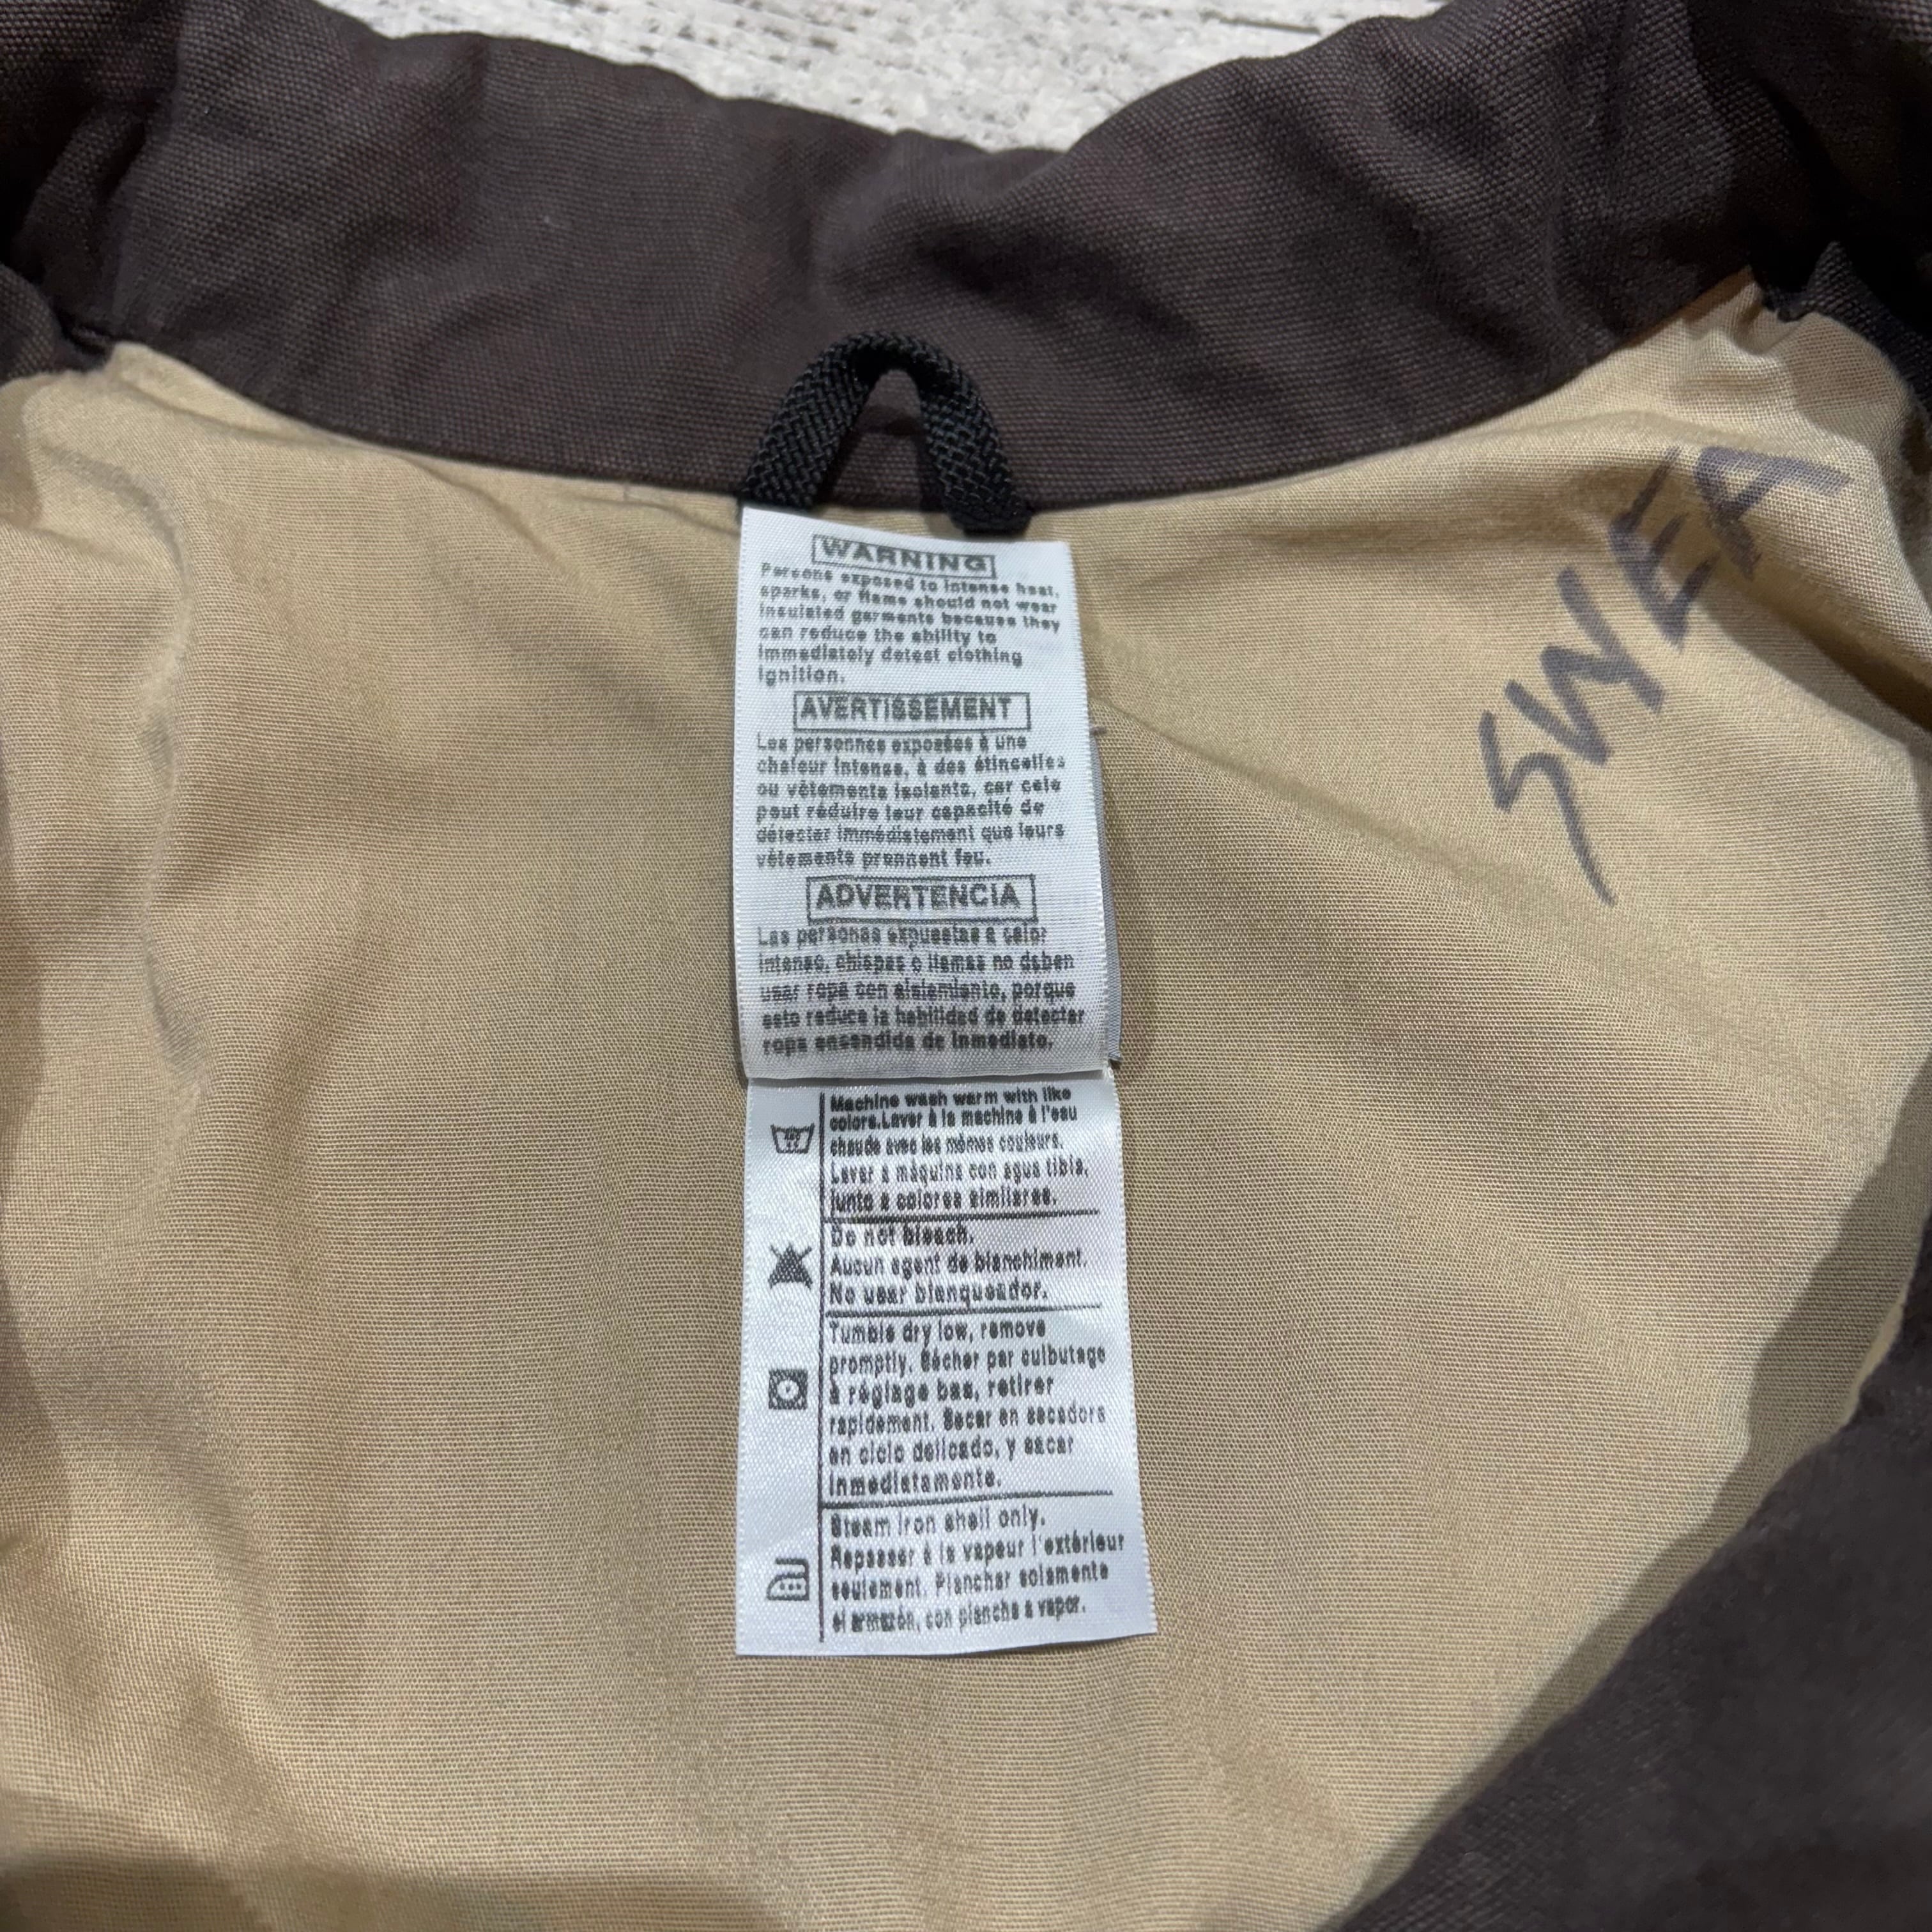 WARNING
Persons exposed to intense heat,
sparks, or flame should not wear
insulated garments because they
can reduce the ability to
immediately detect clothing
ignition.
AVERTISSEMENT
Les personnes exposées à une
chaleur intense, à des étincelles
ou vêtements isolants, car cela
peut réduire leur capacité de
détecter immédiatement que leurs
vêtements prennent feu.
ADVERTENCIA
Las personas expuestas a calor
intenso, chispas o llamas no deben
usar ropa con aislamiento, porque
esto reduce la habilidad de detectar
ropa encendida de inmediato.
Machine wash warm with like
colors.Laver à la machine à l'eau
chaude avec les mêmes couleurs.
Lavar a máquina con agua tibia,
junto a colores similares.
Do not bleach.
Aucun agent de blanchiment.
No usar blanqueador.
Tumble dry low, remove
promptly. Sécher par culbutage
à réglage bas, retirer
rapidement. Secar en secadora
en ciclo delicado, y sacar
inmediatamente.
Steam iron shell only.
Repasser à la vapeur l'extérieur
seulement. Planchar solamente
el armazón, con plancha a vapor.
SWEA